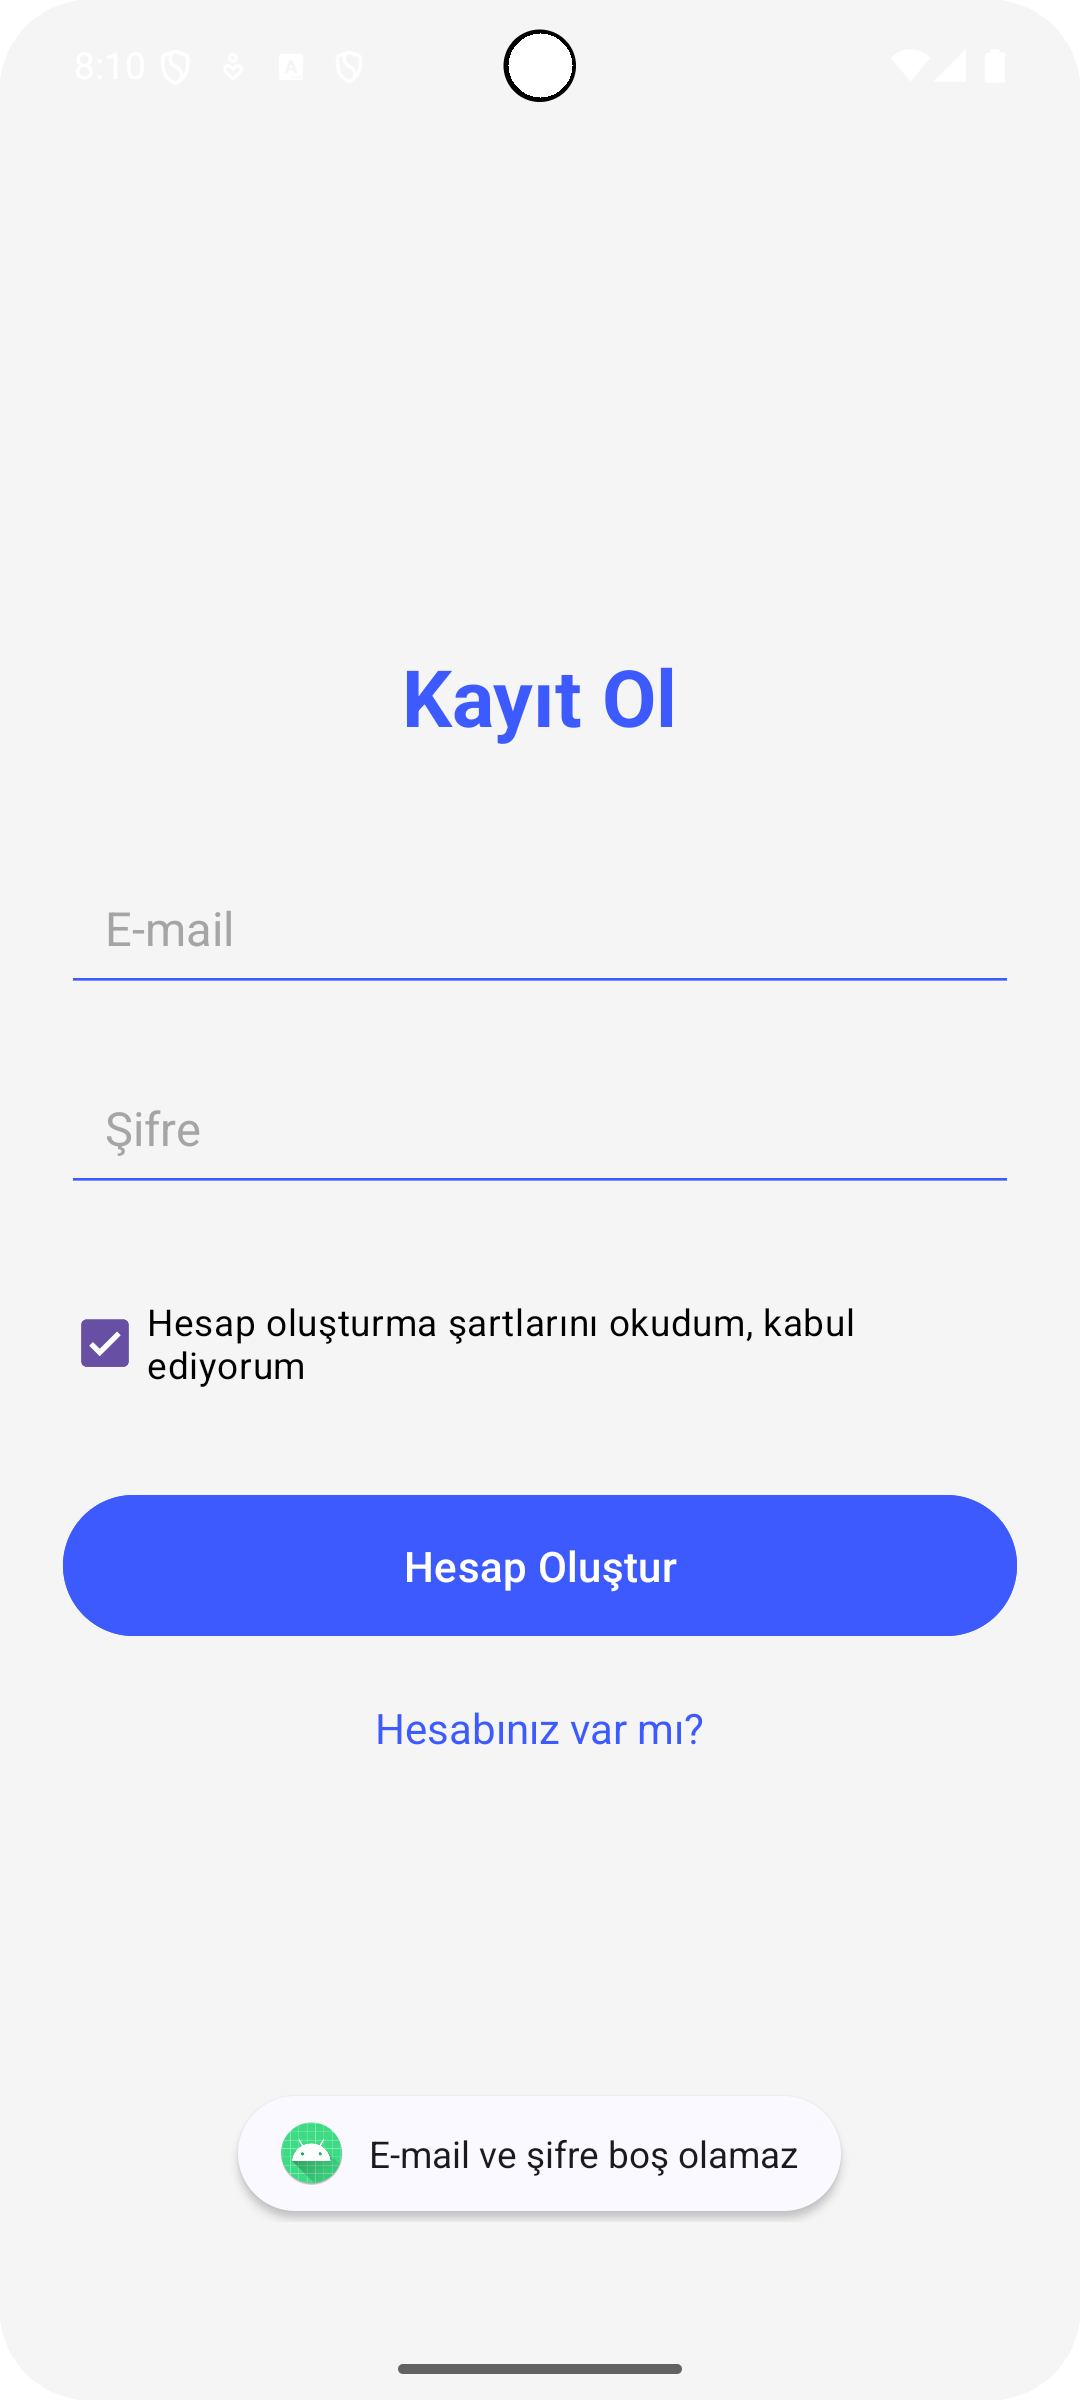 8:10
Kayıt Ol
E-mail
Şifre
Hesap oluşturma şartlarını okudum, kabul
ediyorum
Hesap Oluştur
Hesabınız var mı?
E-mail ve şifre boş olamaz